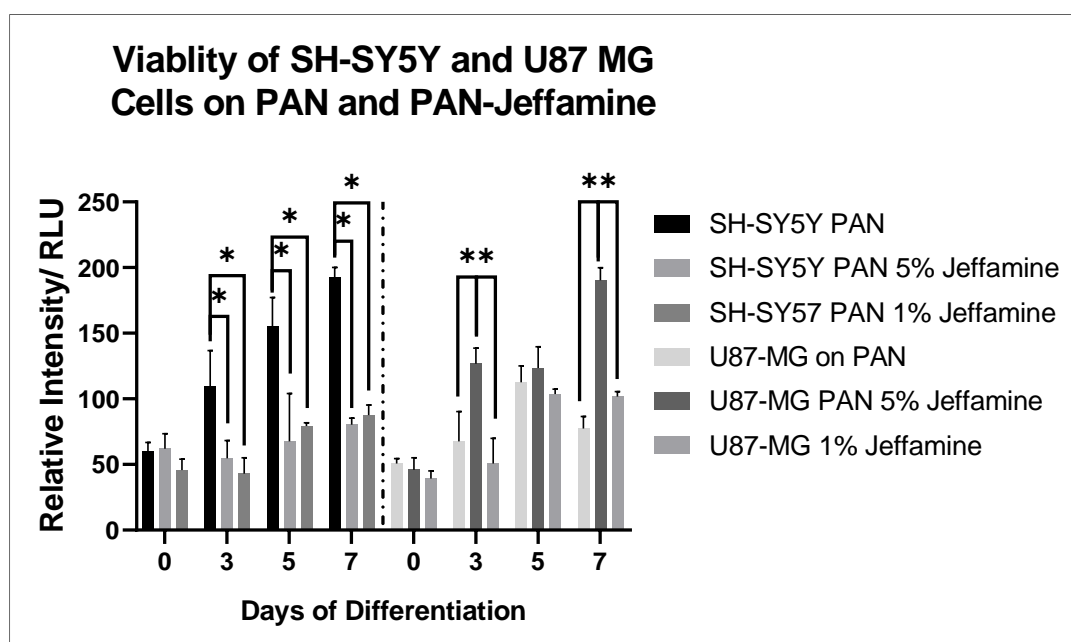 Viablity of SH-SY5Y and U87 MG
Cells on PAN and PAN-Jeffamine
Relative Intensity/ RLU
250
200
150
100
50
0
*
*
*
*
*
*
**
**
0 3 5 7 0 3 5 7
Days of Differentiation
SH-SY5Y PAN
SH-SY5Y PAN 5% Jeffamine
SH-SY57 PAN 1% Jeffamine
U87-MG on PAN
U87-MG PAN 5% Jeffamine
U87-MG 1% Jeffamine